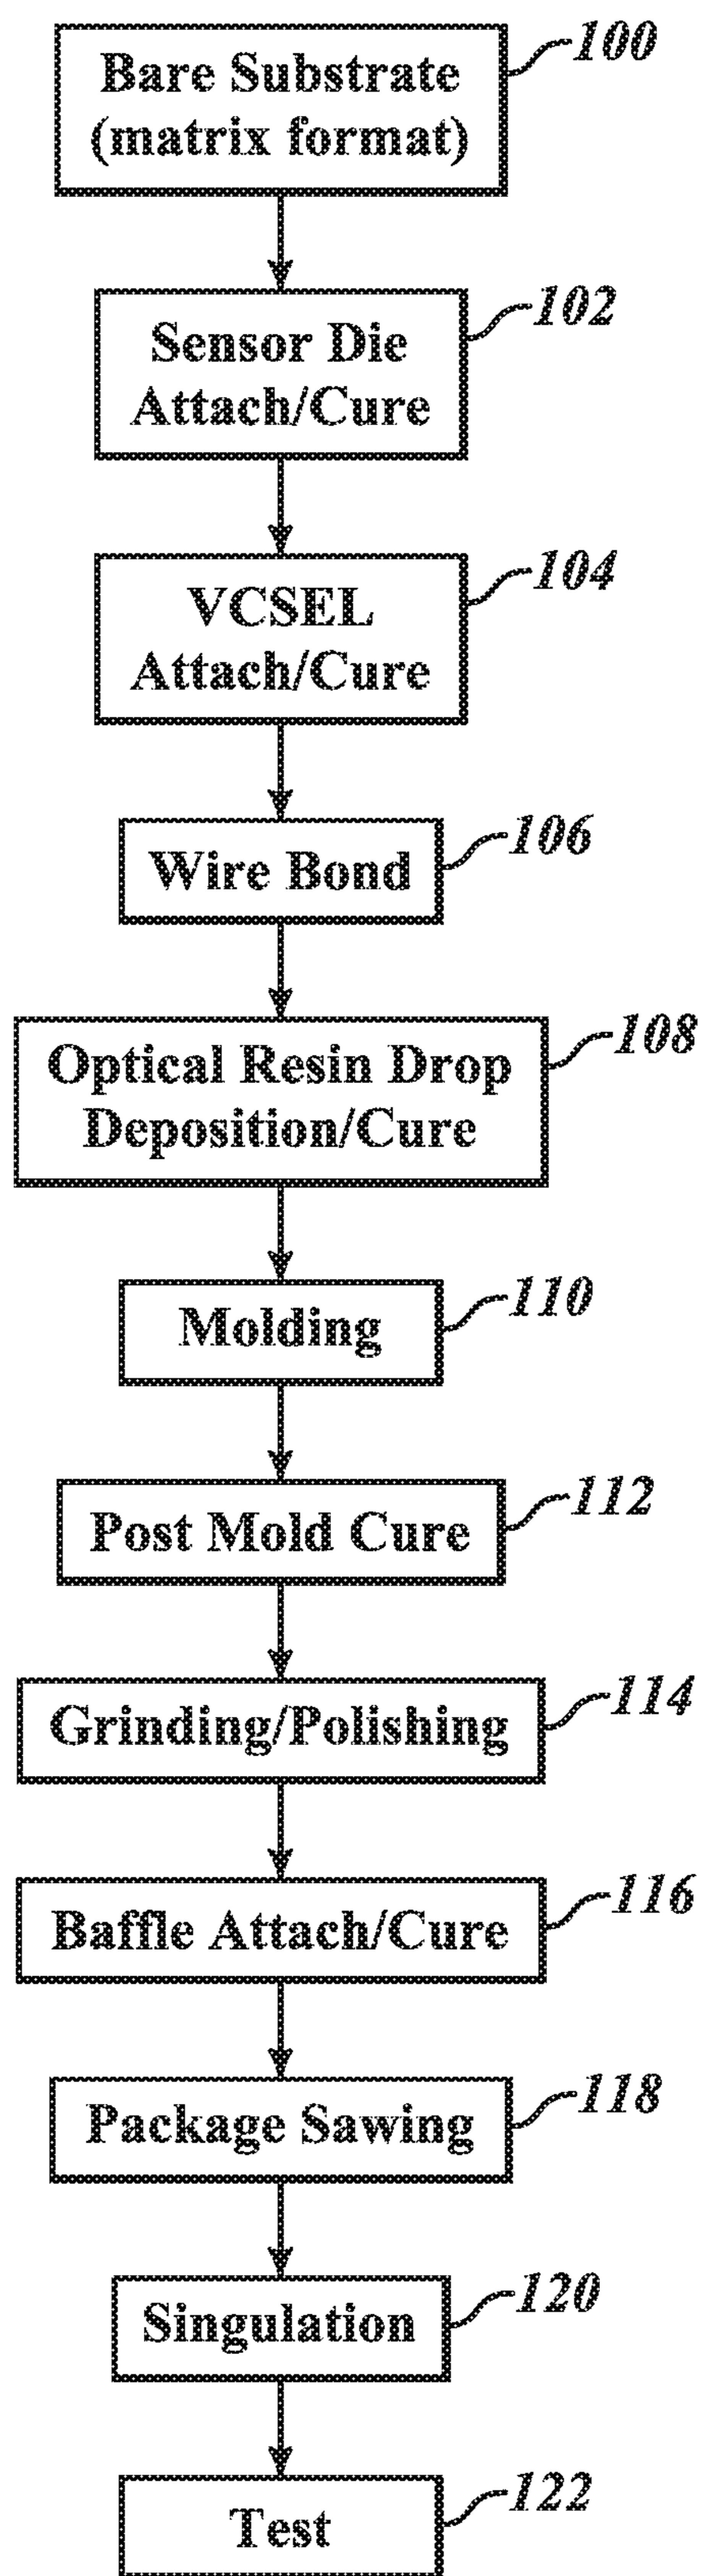 100
Bare Substrate
(matrix format)
102
Sensor Die
Attach/Cure
104
VCSEL
Attach/Cure
106
Wire Bond
108
Optical Resin Drop
Deposition/Cure
110
Molding
112
Post Mold Cure
114
Grinding/Polishing
116
Baffle Attach/Cure
118
Package Sawing
120
Singulation
122
Test